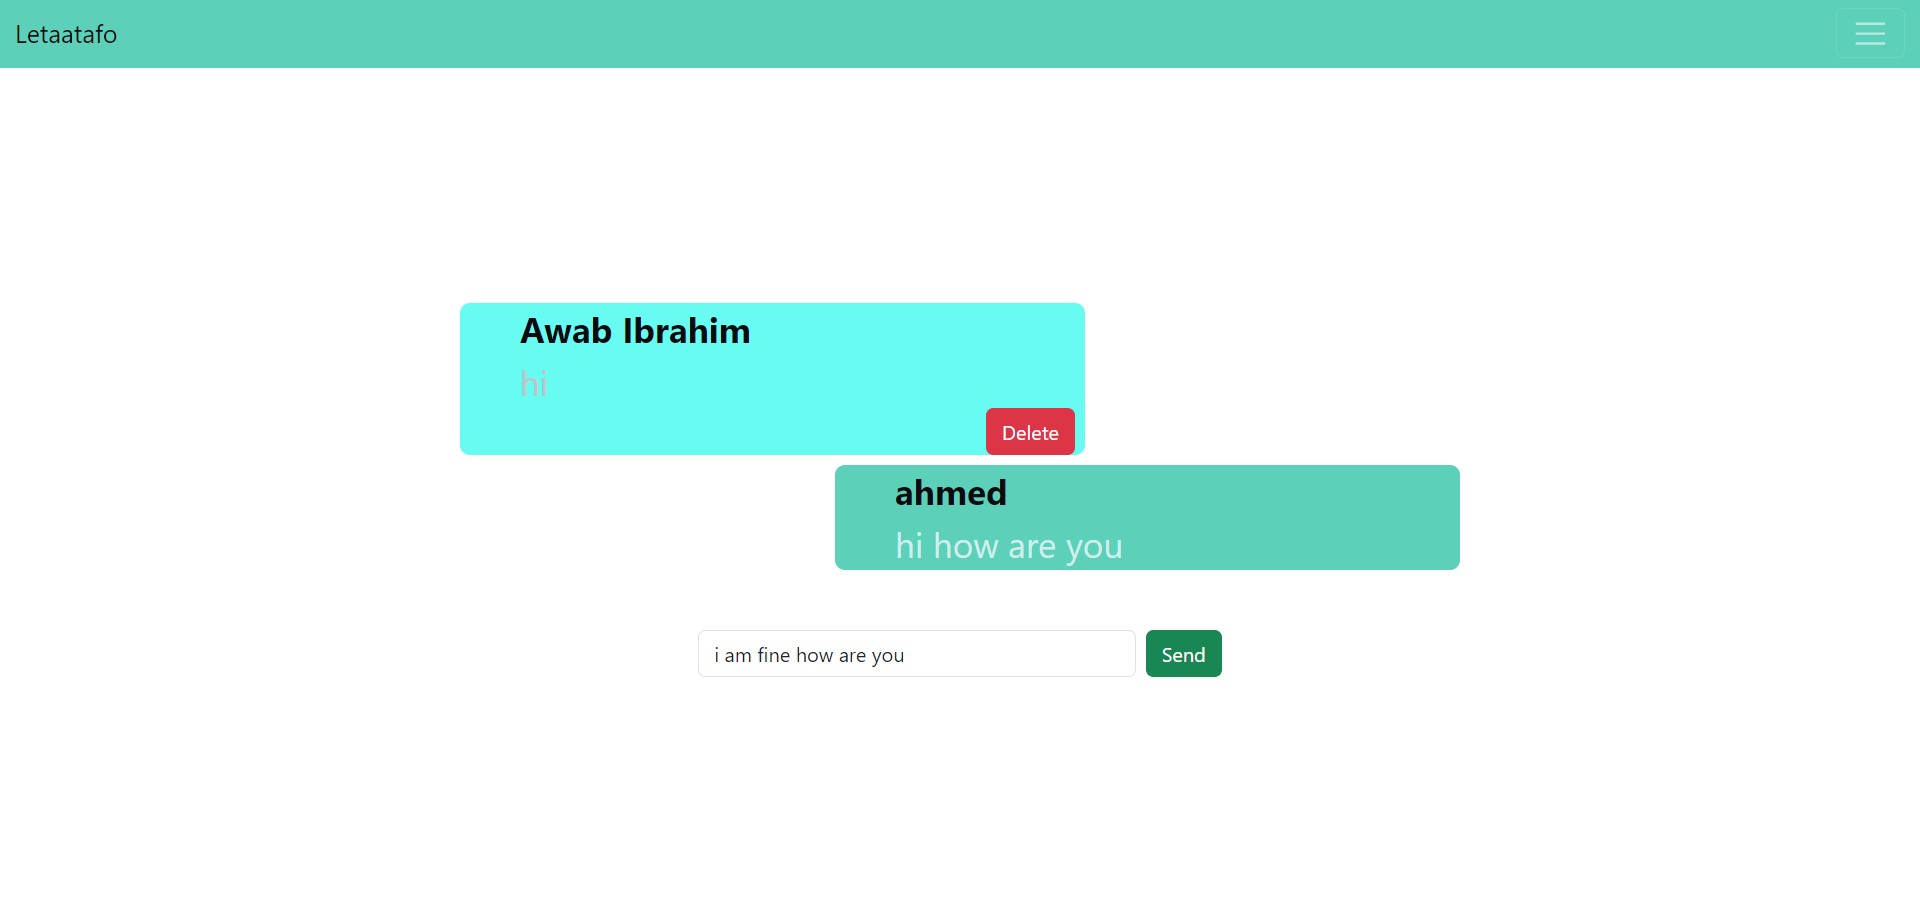 Letaatafo
Awab Ibrahim
hi
Delete
ahmed
hi how are you
i am fine how are you
Send